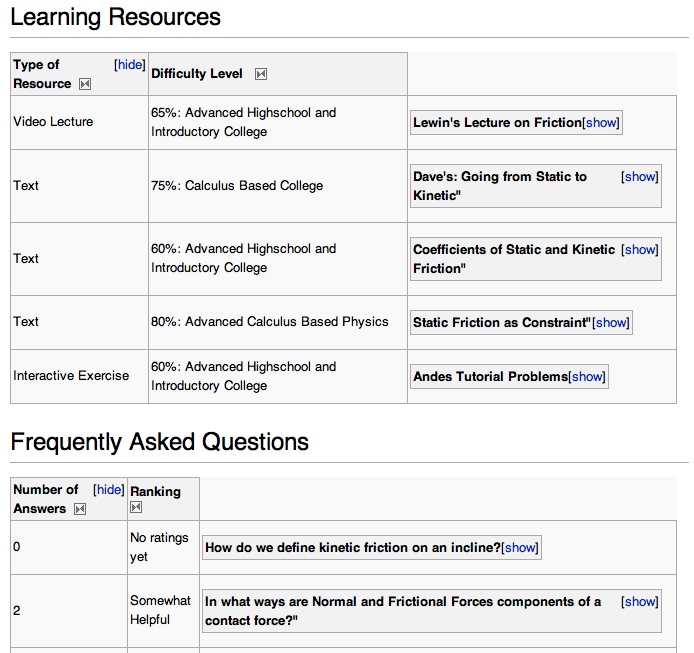 Learning Resources
Type of [hide]
Resource
Difficulty Level
Video Lecture
65%: Advanced Highschool and
Introductory College
Lewin's Lecture on Friction[show]
Text
75%: Calculus Based College
Dave's: Going from Static to [show]
Kinetic"
Text
60%: Advanced Highschool and
Introductory College
Coefficients of Static and Kinetic [show]
Friction"
Text
80%: Advanced Calculus Based Physics
Static Friction as Constraint"[show]
Interactive Exercise
60%: Advanced Highschool and
Introductory College
Andes Tutorial Problems[show]
Frequently Asked Questions
Number of [hide]
Answers
Ranking
0
No ratings
yet
How do we define kinetic friction on an incline?[show]
2
Somewhat
Helpful
In what ways are Normal and Frictional Forces components of a [show]
contact force?"